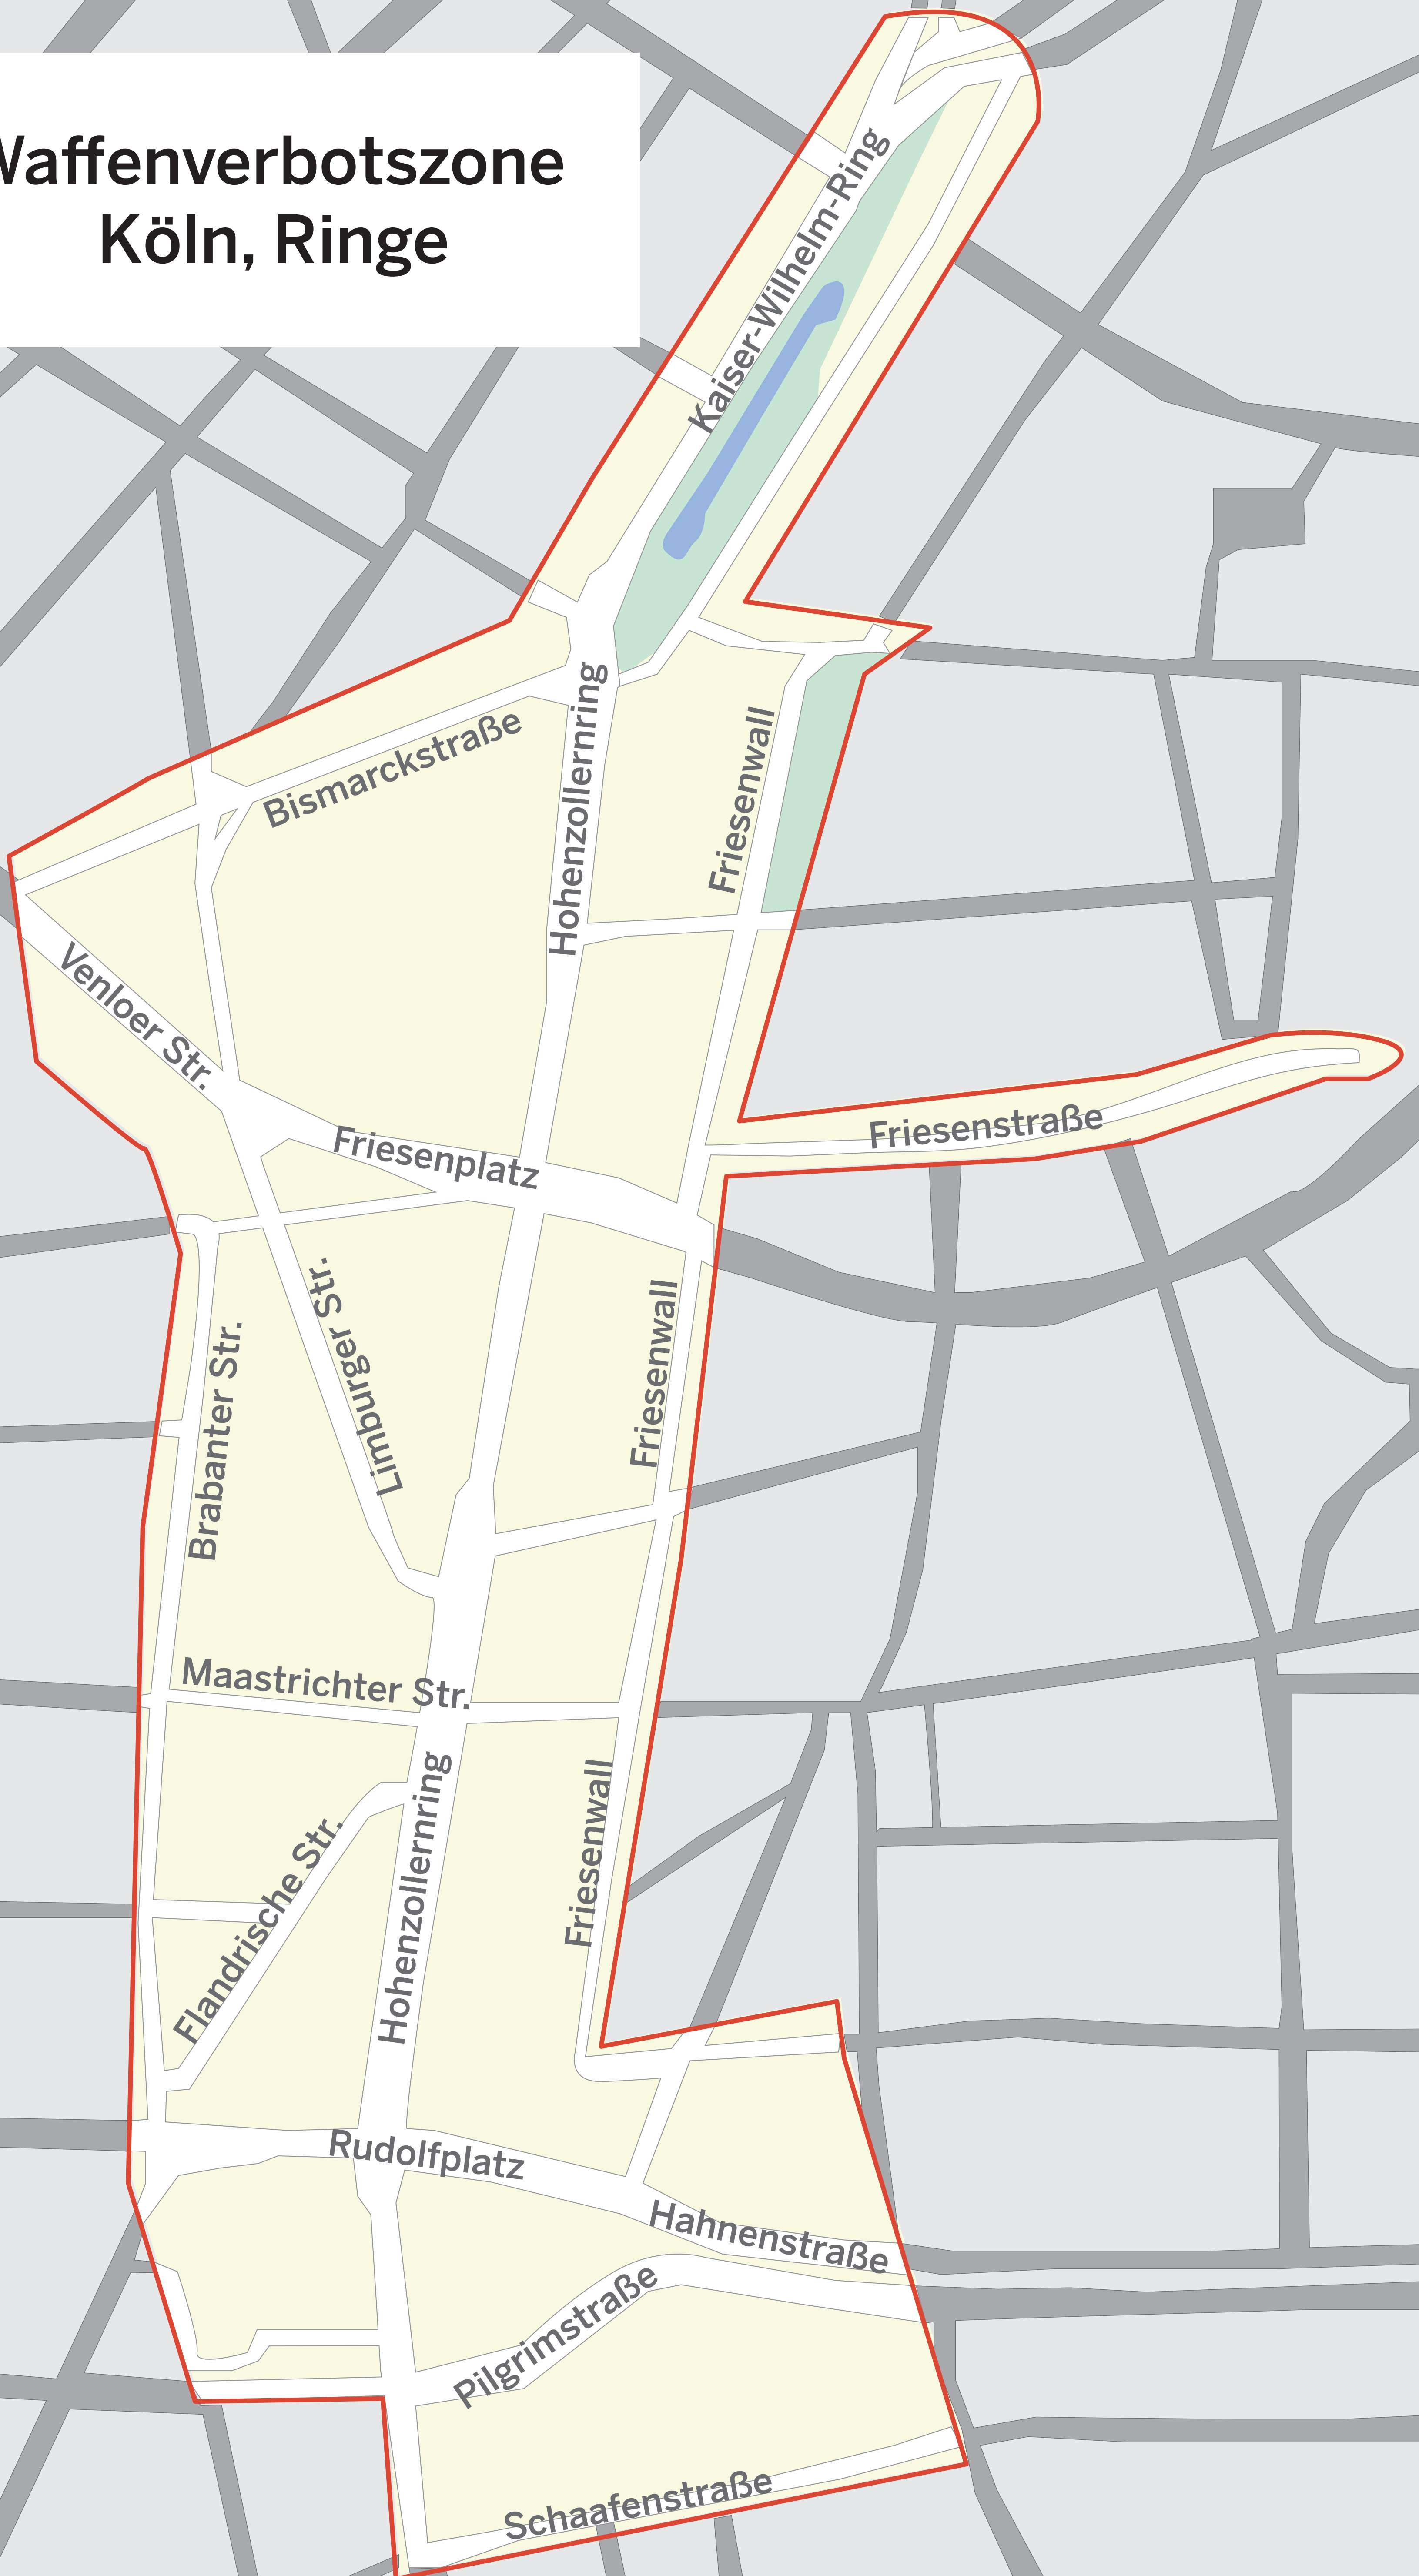 Waffenverbotszone
Köln, Ringe
Kaiser-Wilhelm-Ring
Bismarckstraße
Hohenzollernring
Friesenwall
Venloer Str.
Friesenplatz
Friesenstraße
Limburger Str.
Brabanter Str.
Friesenwall
Maastrichter Str.
Flandrische Str.
Hohenzollernring
Friesenwall
Rudolfplatz
Hahnenstraße
Pilgrimstraße
Schaafenstraße